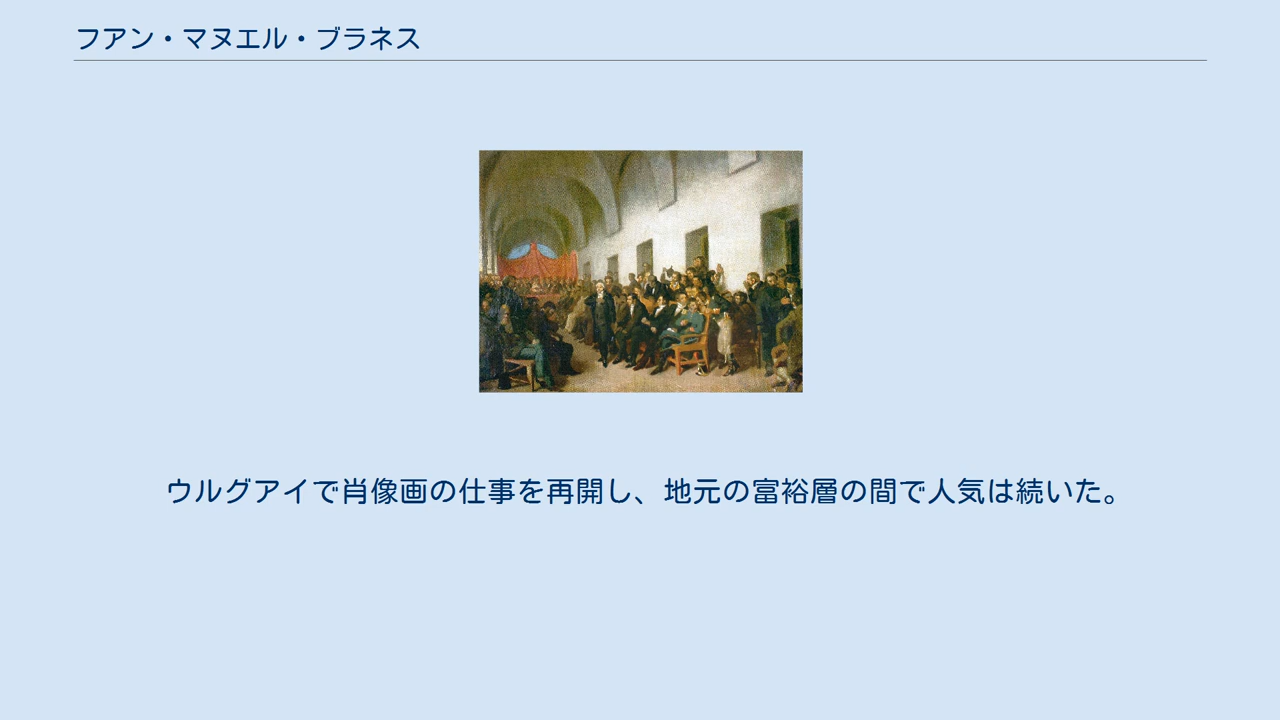 フアン・マヌエル・ブラネス
ウルグアイで肖像画の仕事を再開し、地元の富裕層の間で人気は続いた。